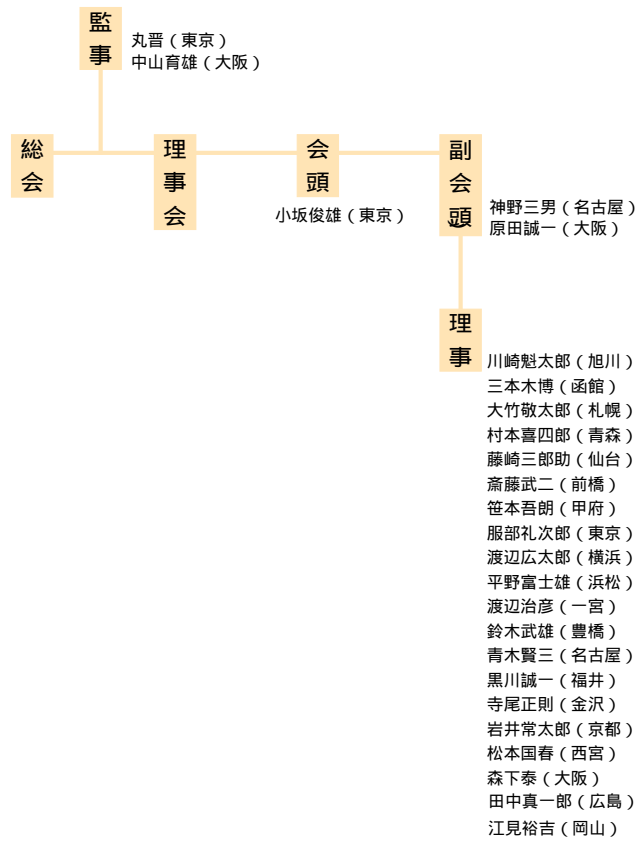 監事
丸晋（東京）
中山育雄（大阪）
総会
理事会
会頭
小坂俊雄（東京）
副会頭
神野三男（名古屋）
原田誠一（大阪）
理事
川崎魁太郎（旭川）
三本木博（函館）
大竹敬太郎（札幌）
村本喜四郎（青森）
藤崎三郎助（仙台）
斎藤武二（前橋）
笹本吾朗（甲府）
服部礼次郎（東京）
渡辺広太郎（横浜）
平野富士雄（浜松）
渡辺治彦（一宮）
鈴木武雄（豊橋）
青木賢三（名古屋）
黒川誠一（福井）
寺尾正則（金沢）
岩井常太郎（京都）
松本国春（西宮）
森下泰（大阪）
田中真一郎（広島）
江見裕吉（岡山）